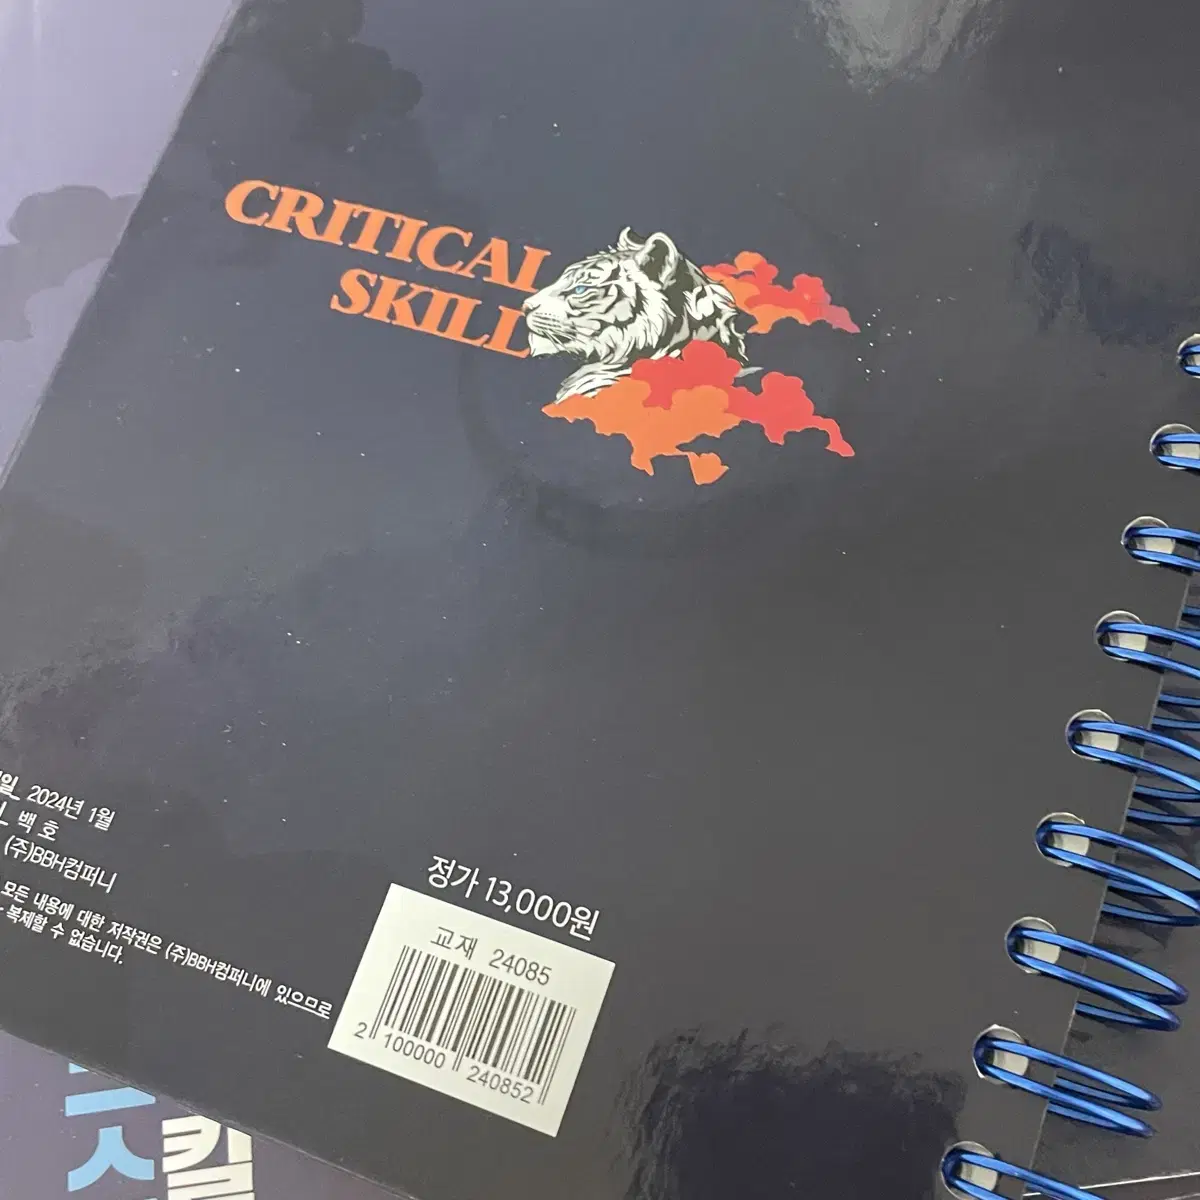 CRITICAL
SKILL
2024년 1월
백 호
(주)BBH컴퍼니
모든 내용에 대한 저작권은 (주)BBH컴퍼니에 있으므로
복제할 수 없습니다.
정가 13,000원
교재 24085
2 100000 240852
킬